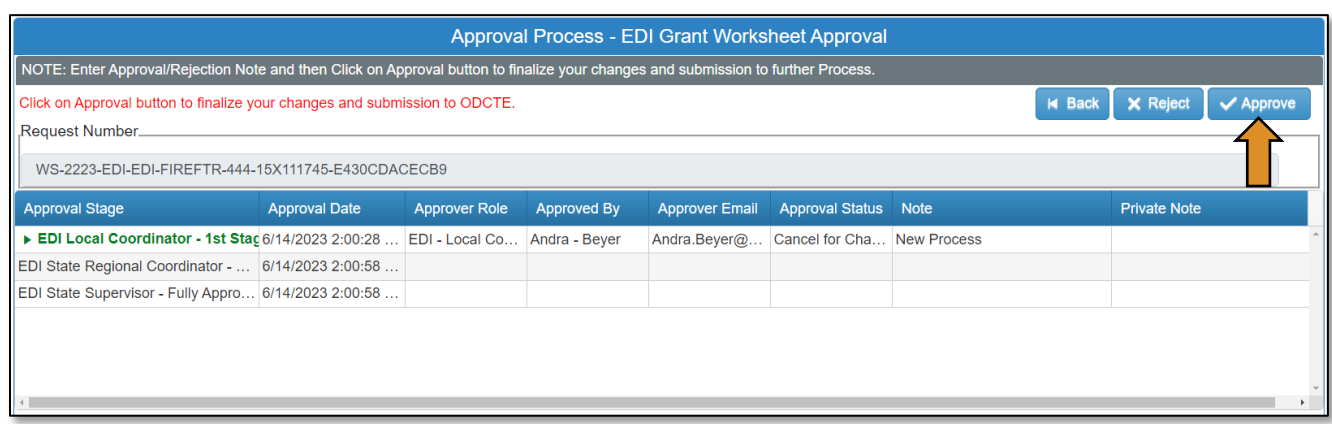 Approval Process - EDI Grant Worksheet Approval
NOTE: Enter Approval/Rejection Note and then Click on Approval button to finalize your changes and submission to further Process.
Click on Approval button to finalize your changes and submission to ODCTE.
Back Reject Approve
Request Number
WS-2223-EDI-EDI-FIREFTR-444-15X111745-E430CDACECB9
Approval Stage Approval Date Approver Role Approved By Approver Email Approval Status Note Private Note
EDI Local Coordinator - 1st Stag 6/14/2023 2:00:28 ... EDI - Local Co... Andra - Beyer Andra.Beyer@... Cancel for Cha... New Process
EDI State Regional Coordinator - ... 6/14/2023 2:00:58 ...
EDI State Supervisor - Fully Appro... 6/14/2023 2:00:58 ...